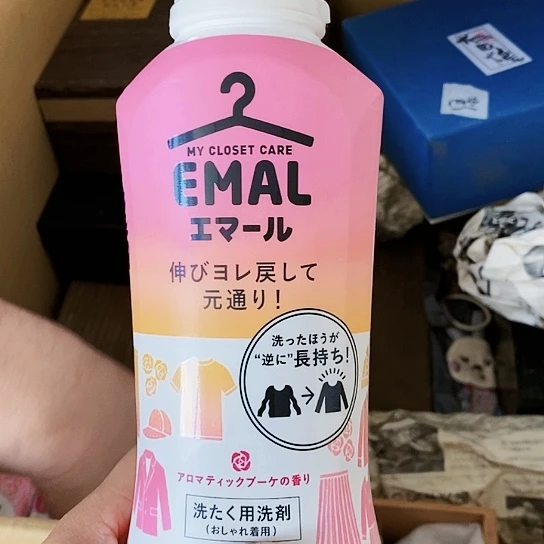 MY CLOSET CARE
EMAL
エマール
伸びヨレ戻して
元通り!
洗ったほうが
“逆に”長持ち!
アロマティックブーケの香り
洗たく用洗剤
(おしゃれ着用)